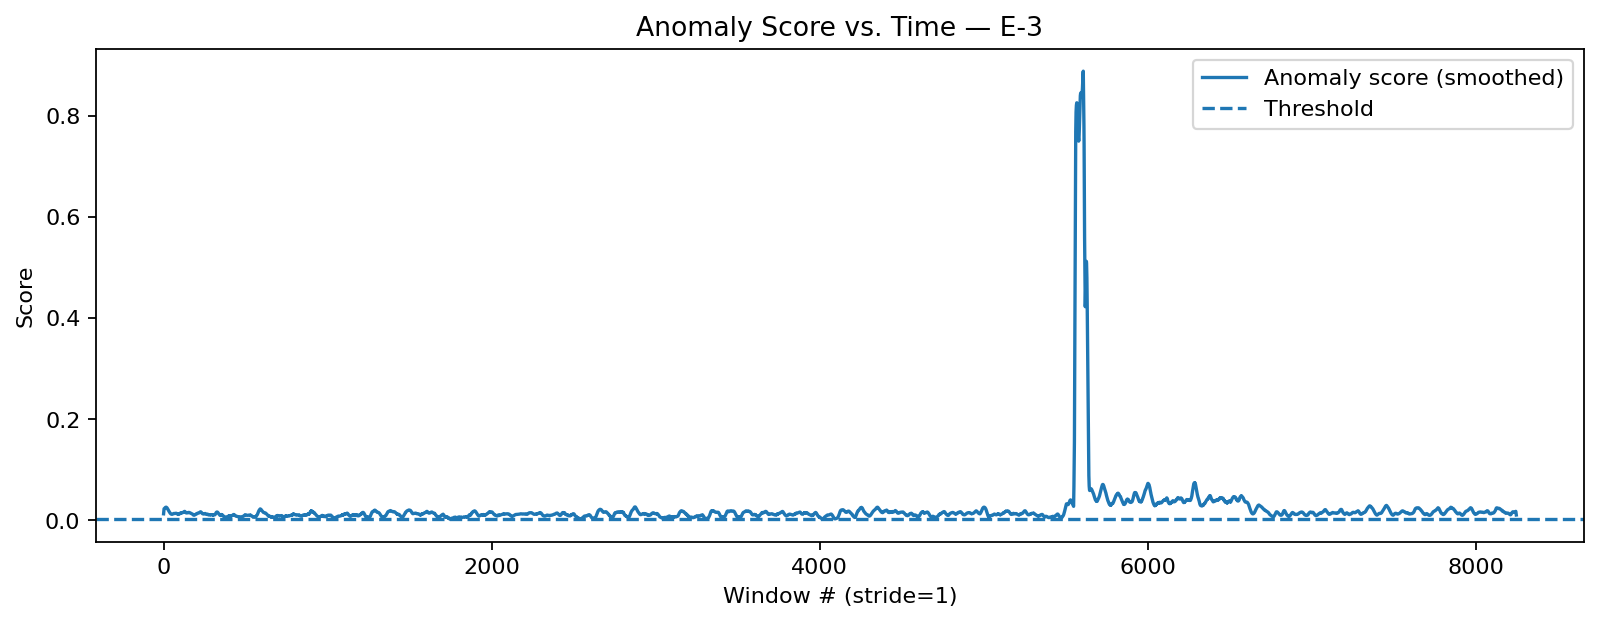 Anomaly Score vs. Time — E-3
Anomaly score (smoothed)
Threshold
Score
0.8
0.6
0.4
0.2
0.0
0 2000 4000 6000 8000
Window # (stride=1)